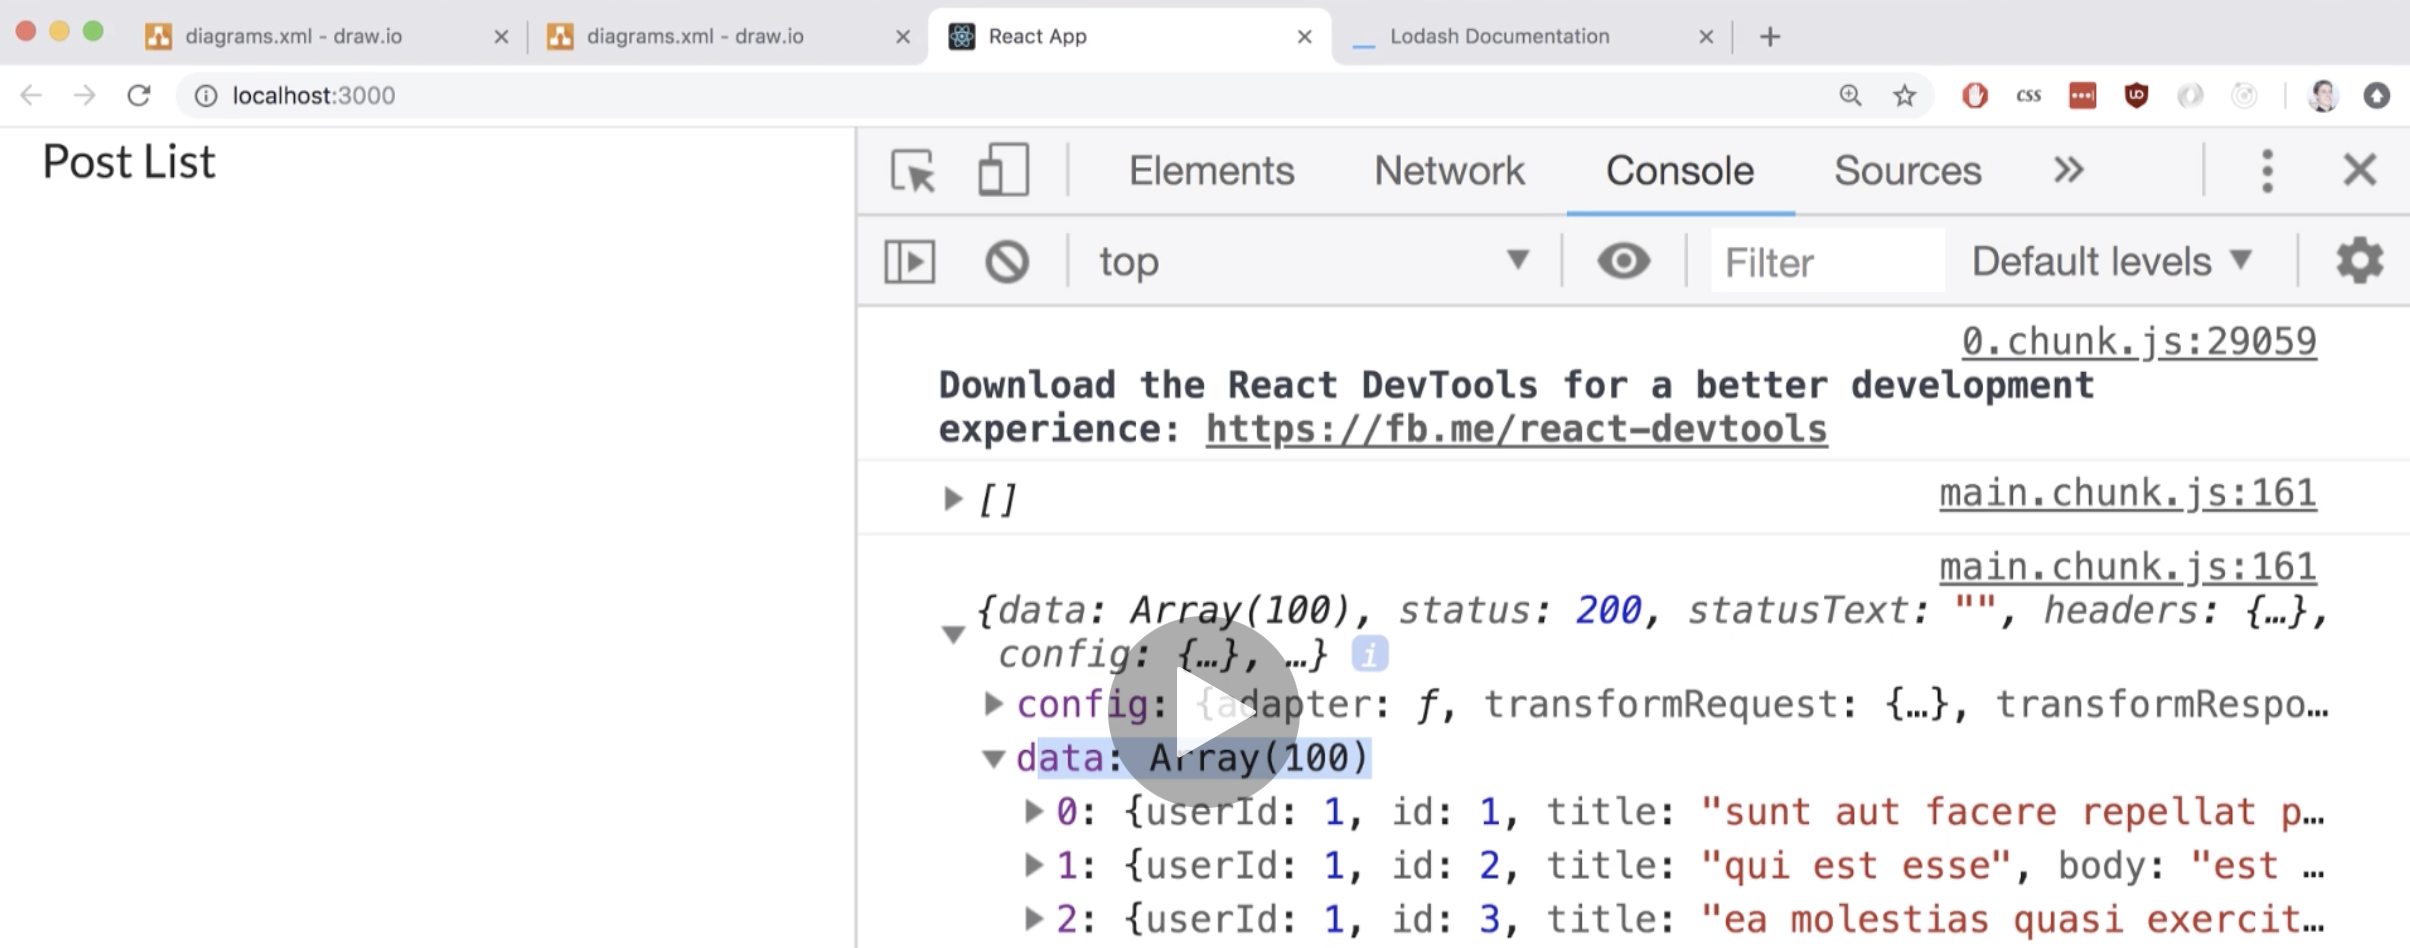 diagrams.xml - draw.io
diagrams.xml - draw.io
React App
Lodash Documentation
localhost:3000
CSS
Post List
Elements Network Console Sources
top Filter Default levels
0.chunk.js:29059
Download the React DevTools for a better development
experience: https://fb.me/react-devtools
[] main.chunk.js:161
main.chunk.js:161
{data: Array(100), status: 200, statusText: "", headers: {…},
config: {…}, …} i
config: {adapter: f, transformRequest: {…}, transformRespo…
data: Array(100)
0: {userId: 1, id: 1, title: "sunt aut facere repellat p…
1: {userId: 1, id: 2, title: "qui est esse", body: "est …
2: {userId: 1, id: 3, title: "ea molestias quasi exercit…